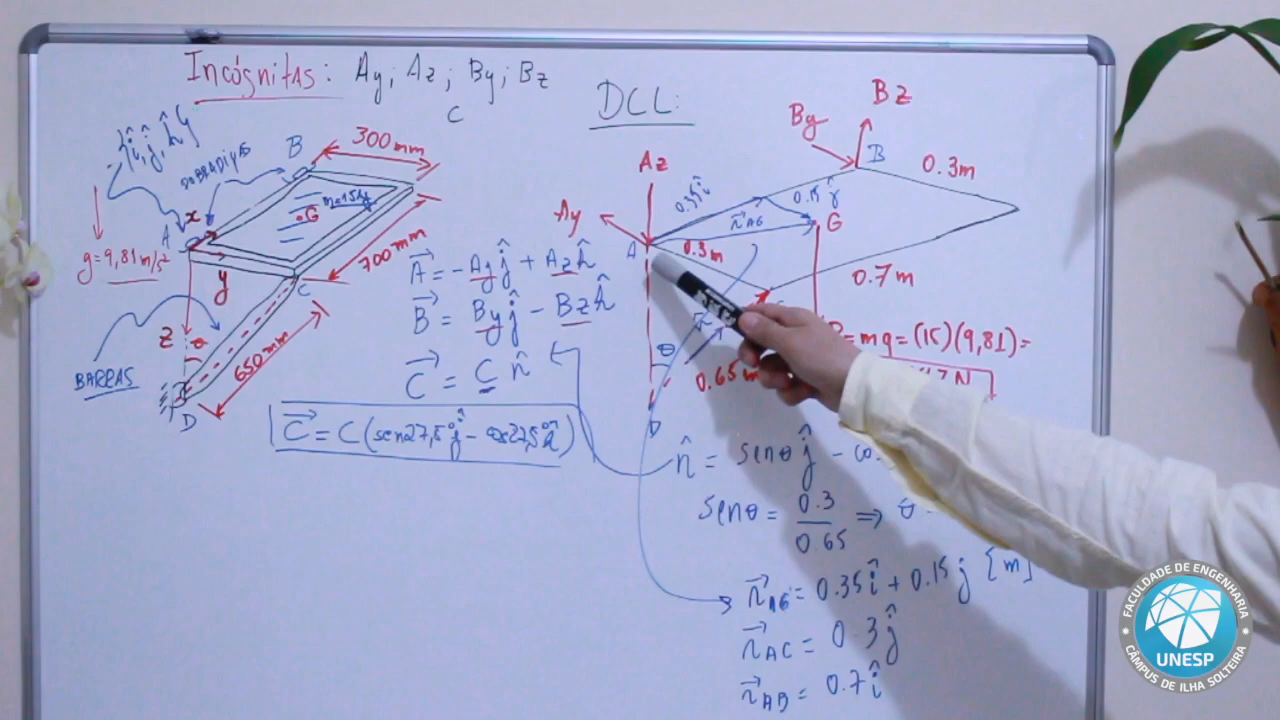 Incógnitas: Ay; Az; By; Bz
C
DCL:
{î, ĵ, k̂}
DOBRADIÇAS
B
300 mm
m=15kg
G
x
A
g=9,81 m/s²
y
C
700 mm
z
θ
650 mm
BARRAS
D
A⃗ = -Ay ĵ + Az k̂
B⃗ = By ĵ - Bz k̂
C⃗ = C n̂
C⃗ = C (sen27,5° ĵ - cos27,5° k̂)
Bz
By
B
0.3m
Az
Ay
0.35 î
0.15 ĵ
r⃗AG
G
A
0.3m
0.7m
θ
= mg = (15)(9,81) =
D
n̂ = senθ ĵ -
senθ = 0.3/0.65 ⇒ θ
r⃗AG = 0.35 î + 0.15 ĵ [m]
r⃗AC = 0.3 ĵ
r⃗AB = 0.7 î
FACULDADE DE ENGENHARIA
UNESP
CÂMPUS DE ILHA SOLTEIRA